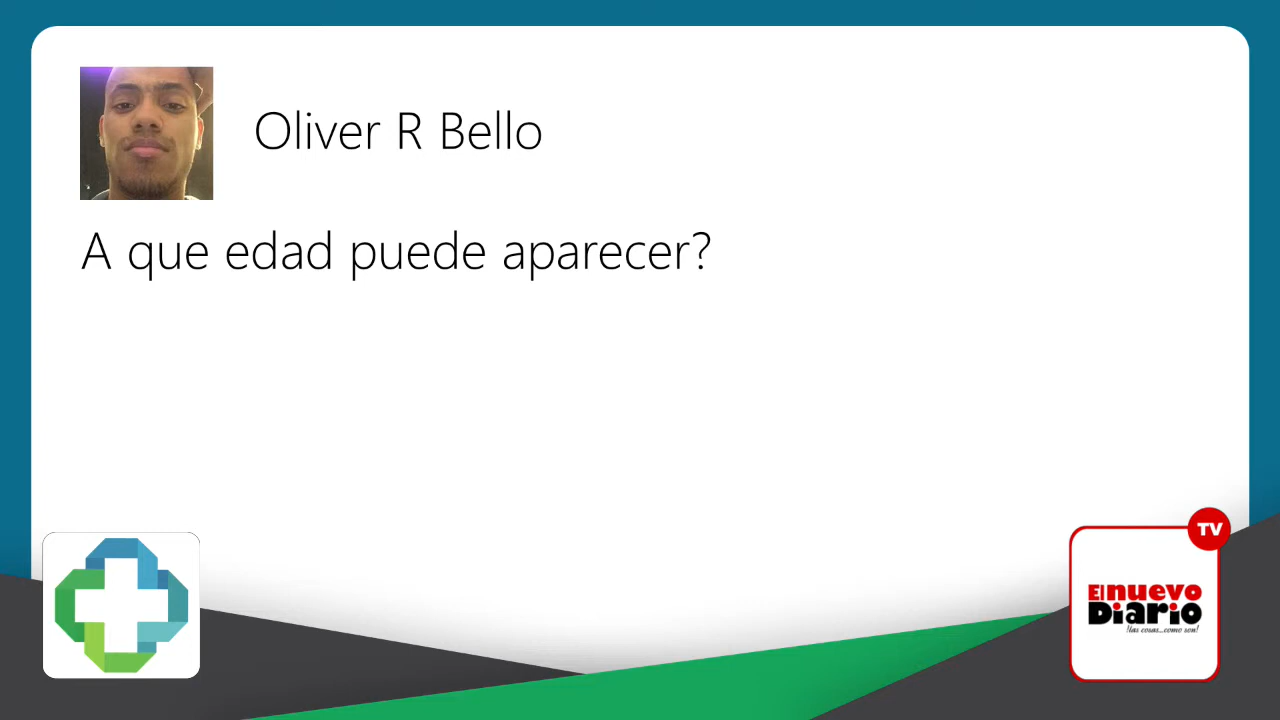 Oliver R Bello
A que edad puede aparecer?
TV
El nuevo
Diario
¡las cosas...como son!